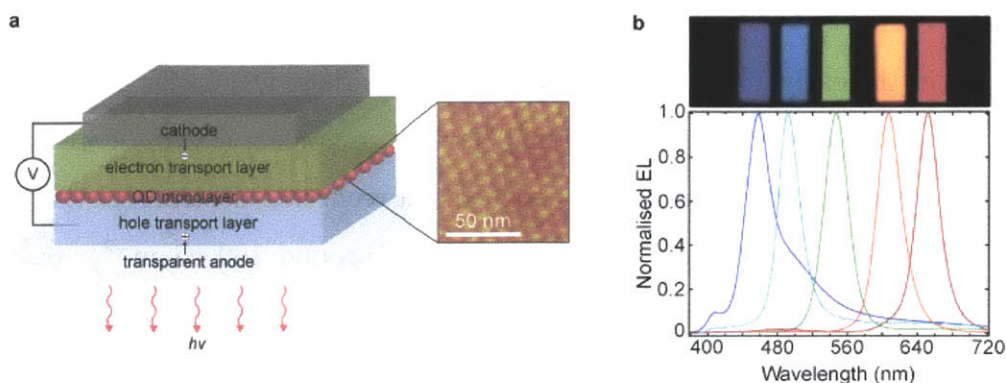 a
cathode
electron transport layer
QD monolayer
hole transport layer
transparent anode
V
hν
50 nm
b
Normalised EL
1.0
0.8
0.6
0.4
0.2
0
400 480 560 640 720
Wavelength (nm)